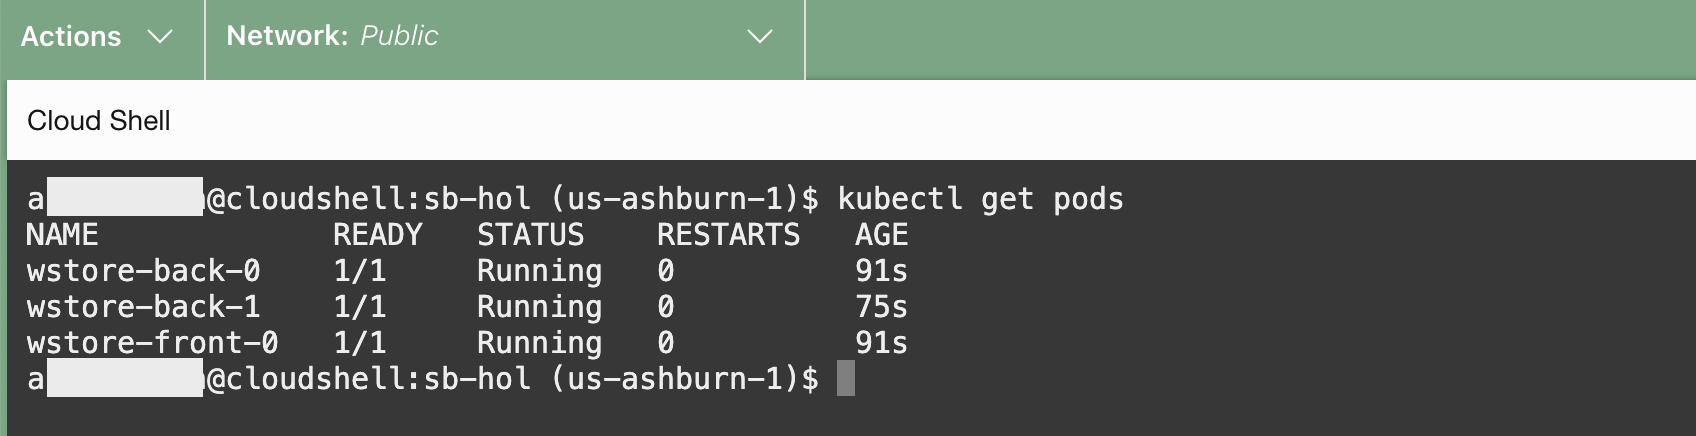 Actions Network: Public
Cloud Shell
a @cloudshell:sb-hol (us-ashburn-1)$ kubectl get pods
NAME READY STATUS RESTARTS AGE
wstore-back-0 1/1 Running 0 91s
wstore-back-1 1/1 Running 0 75s
wstore-front-0 1/1 Running 0 91s
a @cloudshell:sb-hol (us-ashburn-1)$